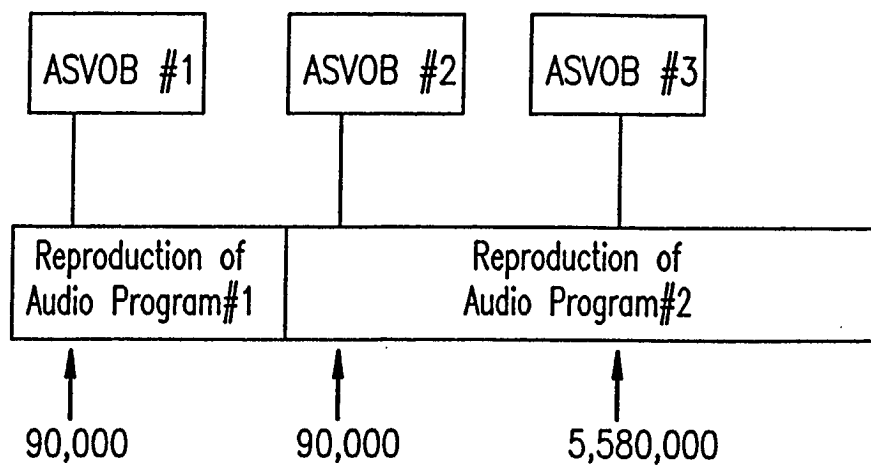 ASVOB #1
ASVOB #2
ASVOB #3
Reproduction of
Audio Program#1
Reproduction of
Audio Program#2
90,000
90,000
5,580,000